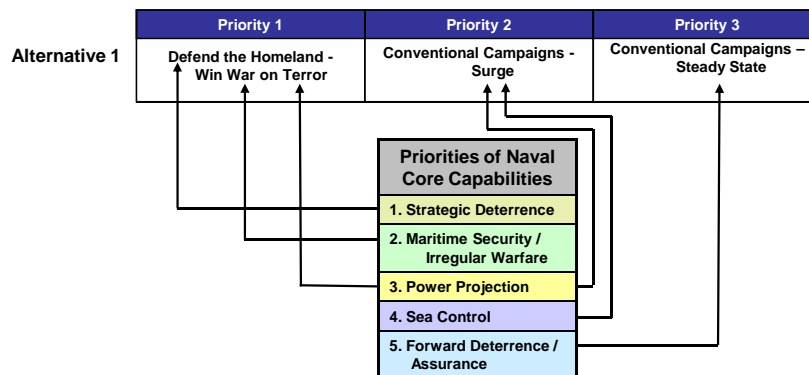 Priority 1
Priority 2
Priority 3
Alternative 1
Defend the Homeland -
Win War on Terror
Conventional Campaigns -
Surge
Conventional Campaigns –
Steady State
Priorities of Naval
Core Capabilities
1. Strategic Deterrence
2. Maritime Security /
Irregular Warfare
3. Power Projection
4. Sea Control
5. Forward Deterrence /
Assurance